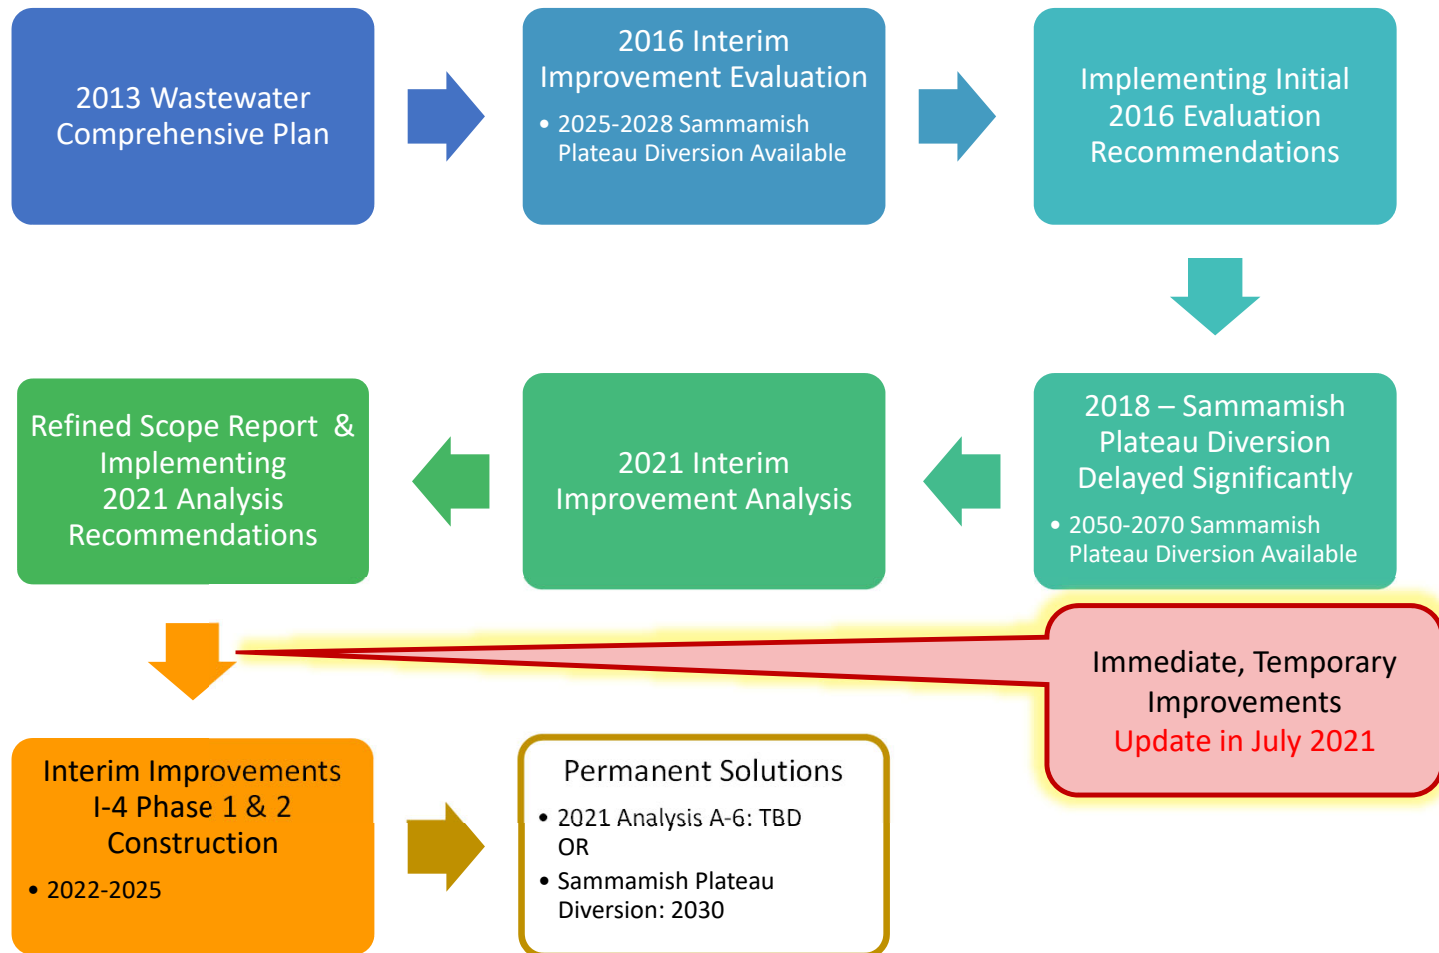 2013 Wastewater
Comprehensive Plan
2016 Interim
Improvement Evaluation
• 2025-2028 Sammamish
Plateau Diversion Available
Implementing Initial
2016 Evaluation
Recommendations
2018 – Sammamish
Plateau Diversion
Delayed Significantly
• 2050-2070 Sammamish
Plateau Diversion Available
2021 Interim
Improvement Analysis
Refined Scope Report &
Implementing
2021 Analysis
Recommendations
Immediate, Temporary
Improvements
Update in July 2021
Interim Improvements
I-4 Phase 1 & 2
Construction
• 2022-2025
Permanent Solutions
• 2021 Analysis A-6: TBD
OR
• Sammamish Plateau
Diversion: 2030